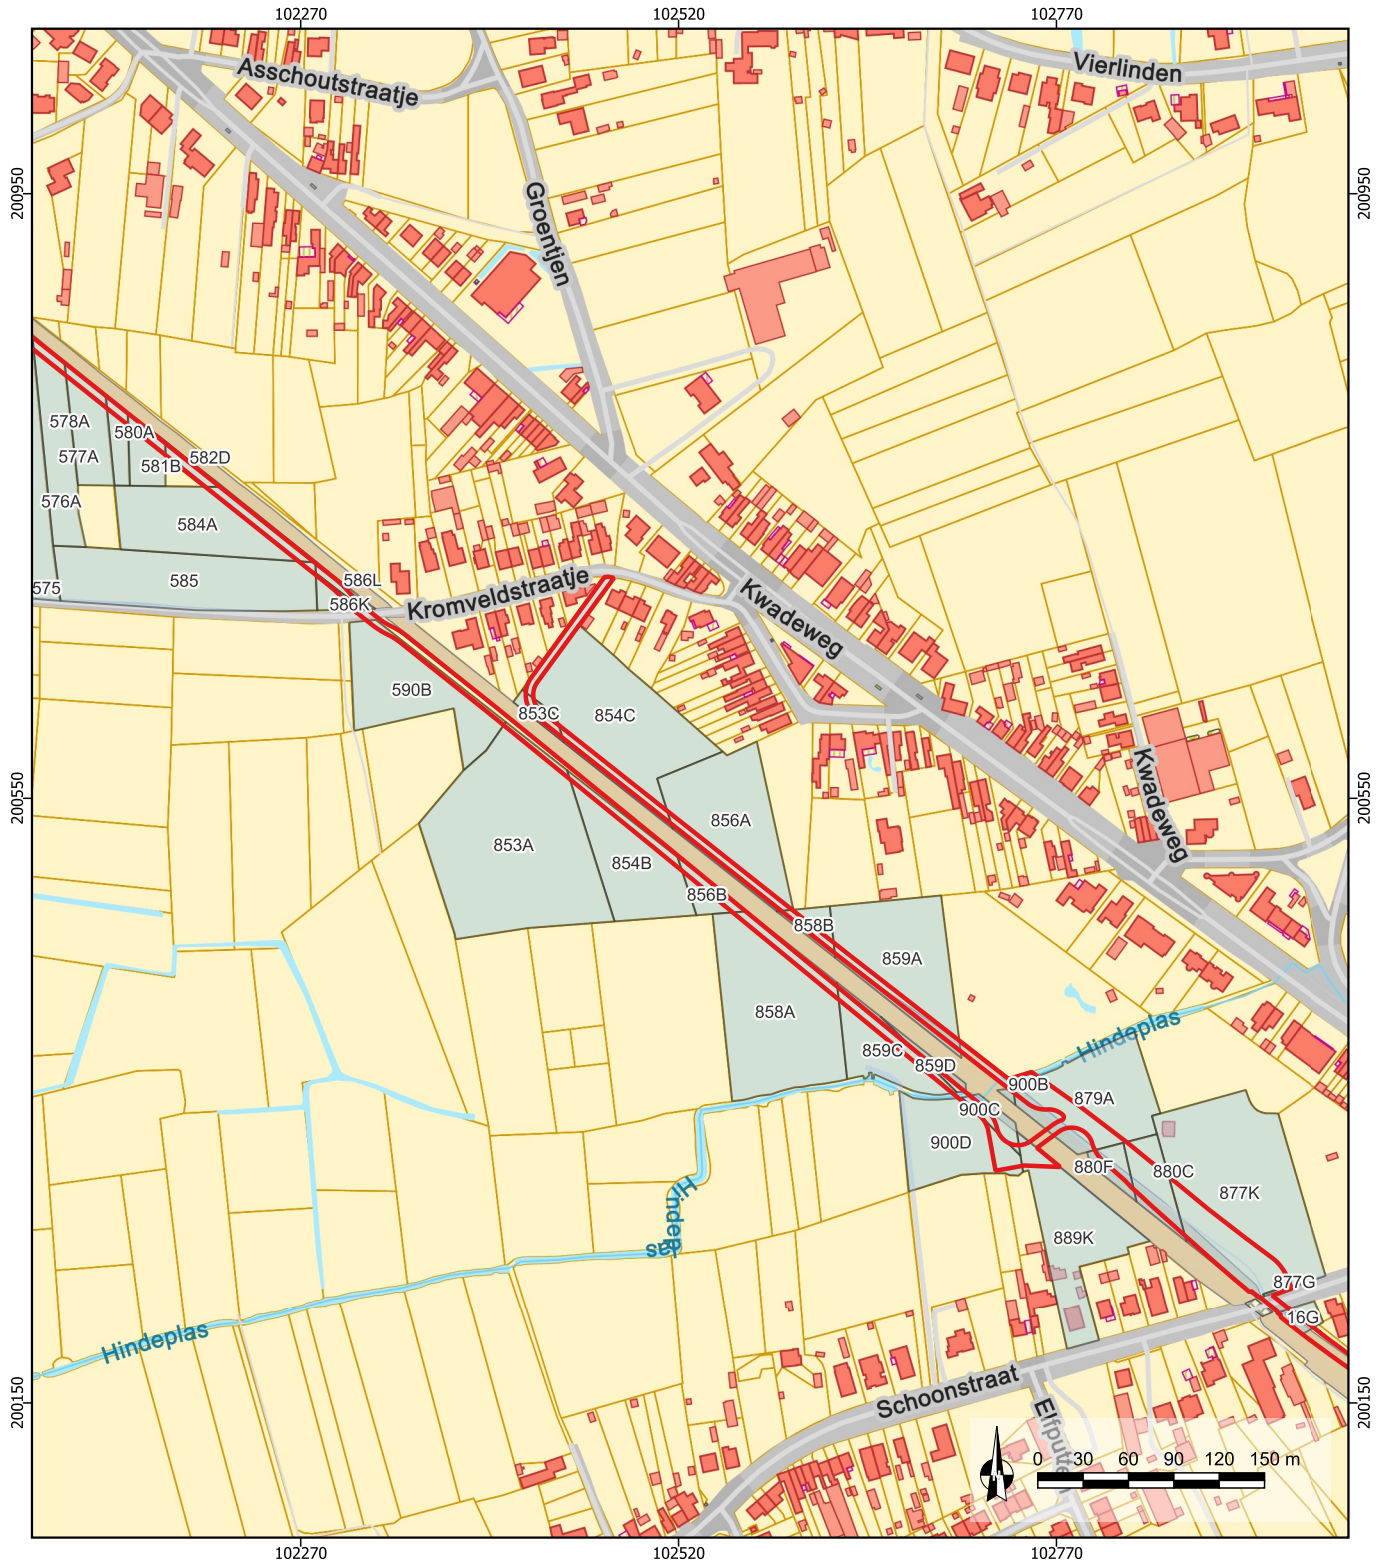 102270
102520
102770
Asschoutstraatje
Vierlinden
200950
200950
Groentjen
578A
580A
577A
581B
582D
576A
584A
575
585
586L
586K
Kromveldstraatje
Kwadeweg
590B
853C
854C
Kwadeweg
200550
200550
856A
853A
854B
856B
858B
859A
858A
Hindeplas
859C
859D
900B
879A
900C
900D
880F
880C
877K
Hindeplas
889K
877G
16G
Hindeplas
Schoonstraat
200150
200150
0 30 60 90 120 150 m
102270
102520
102770